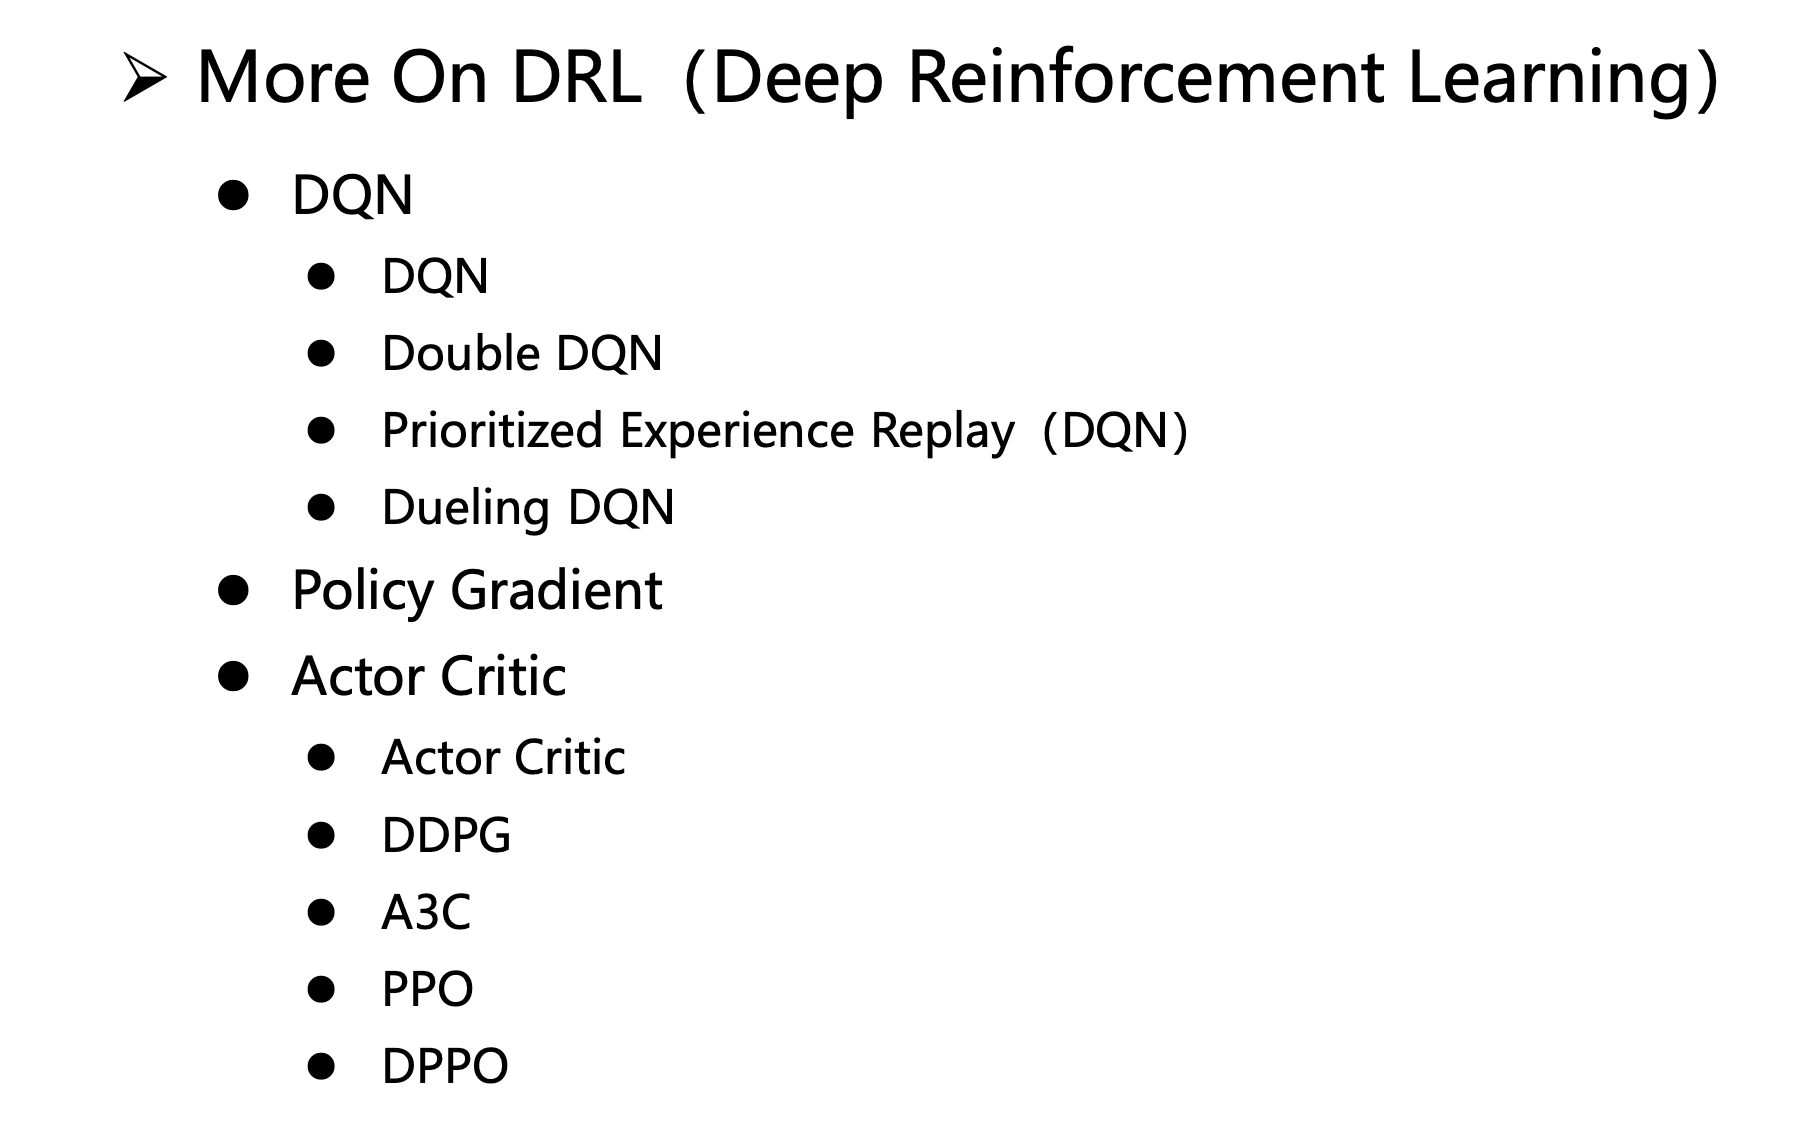 ➢ More On DRL（Deep Reinforcement Learning）
● DQN
● DQN
● Double DQN
● Prioritized Experience Replay（DQN）
● Dueling DQN
● Policy Gradient
● Actor Critic
● Actor Critic
● DDPG
● A3C
● PPO
● DPPO